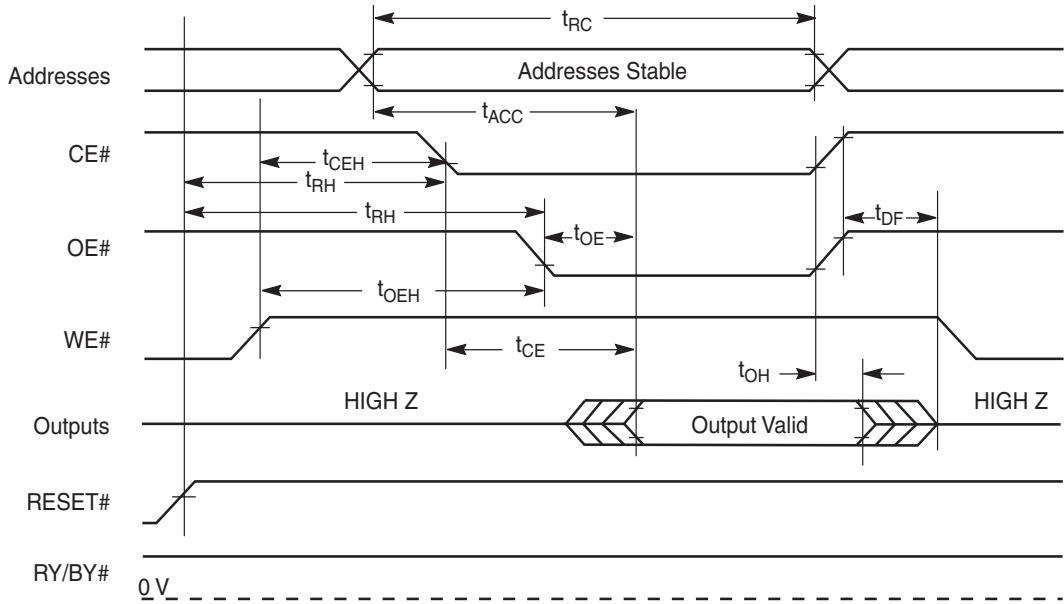 tRC
Addresses
Addresses Stable
tACC
CE#
tCEH
tRH
tRH
tDF
OE#
tOE
tOEH
WE#
tCE
tOH
HIGH Z
HIGH Z
Outputs
Output Valid
RESET#
RY/BY#
0 V